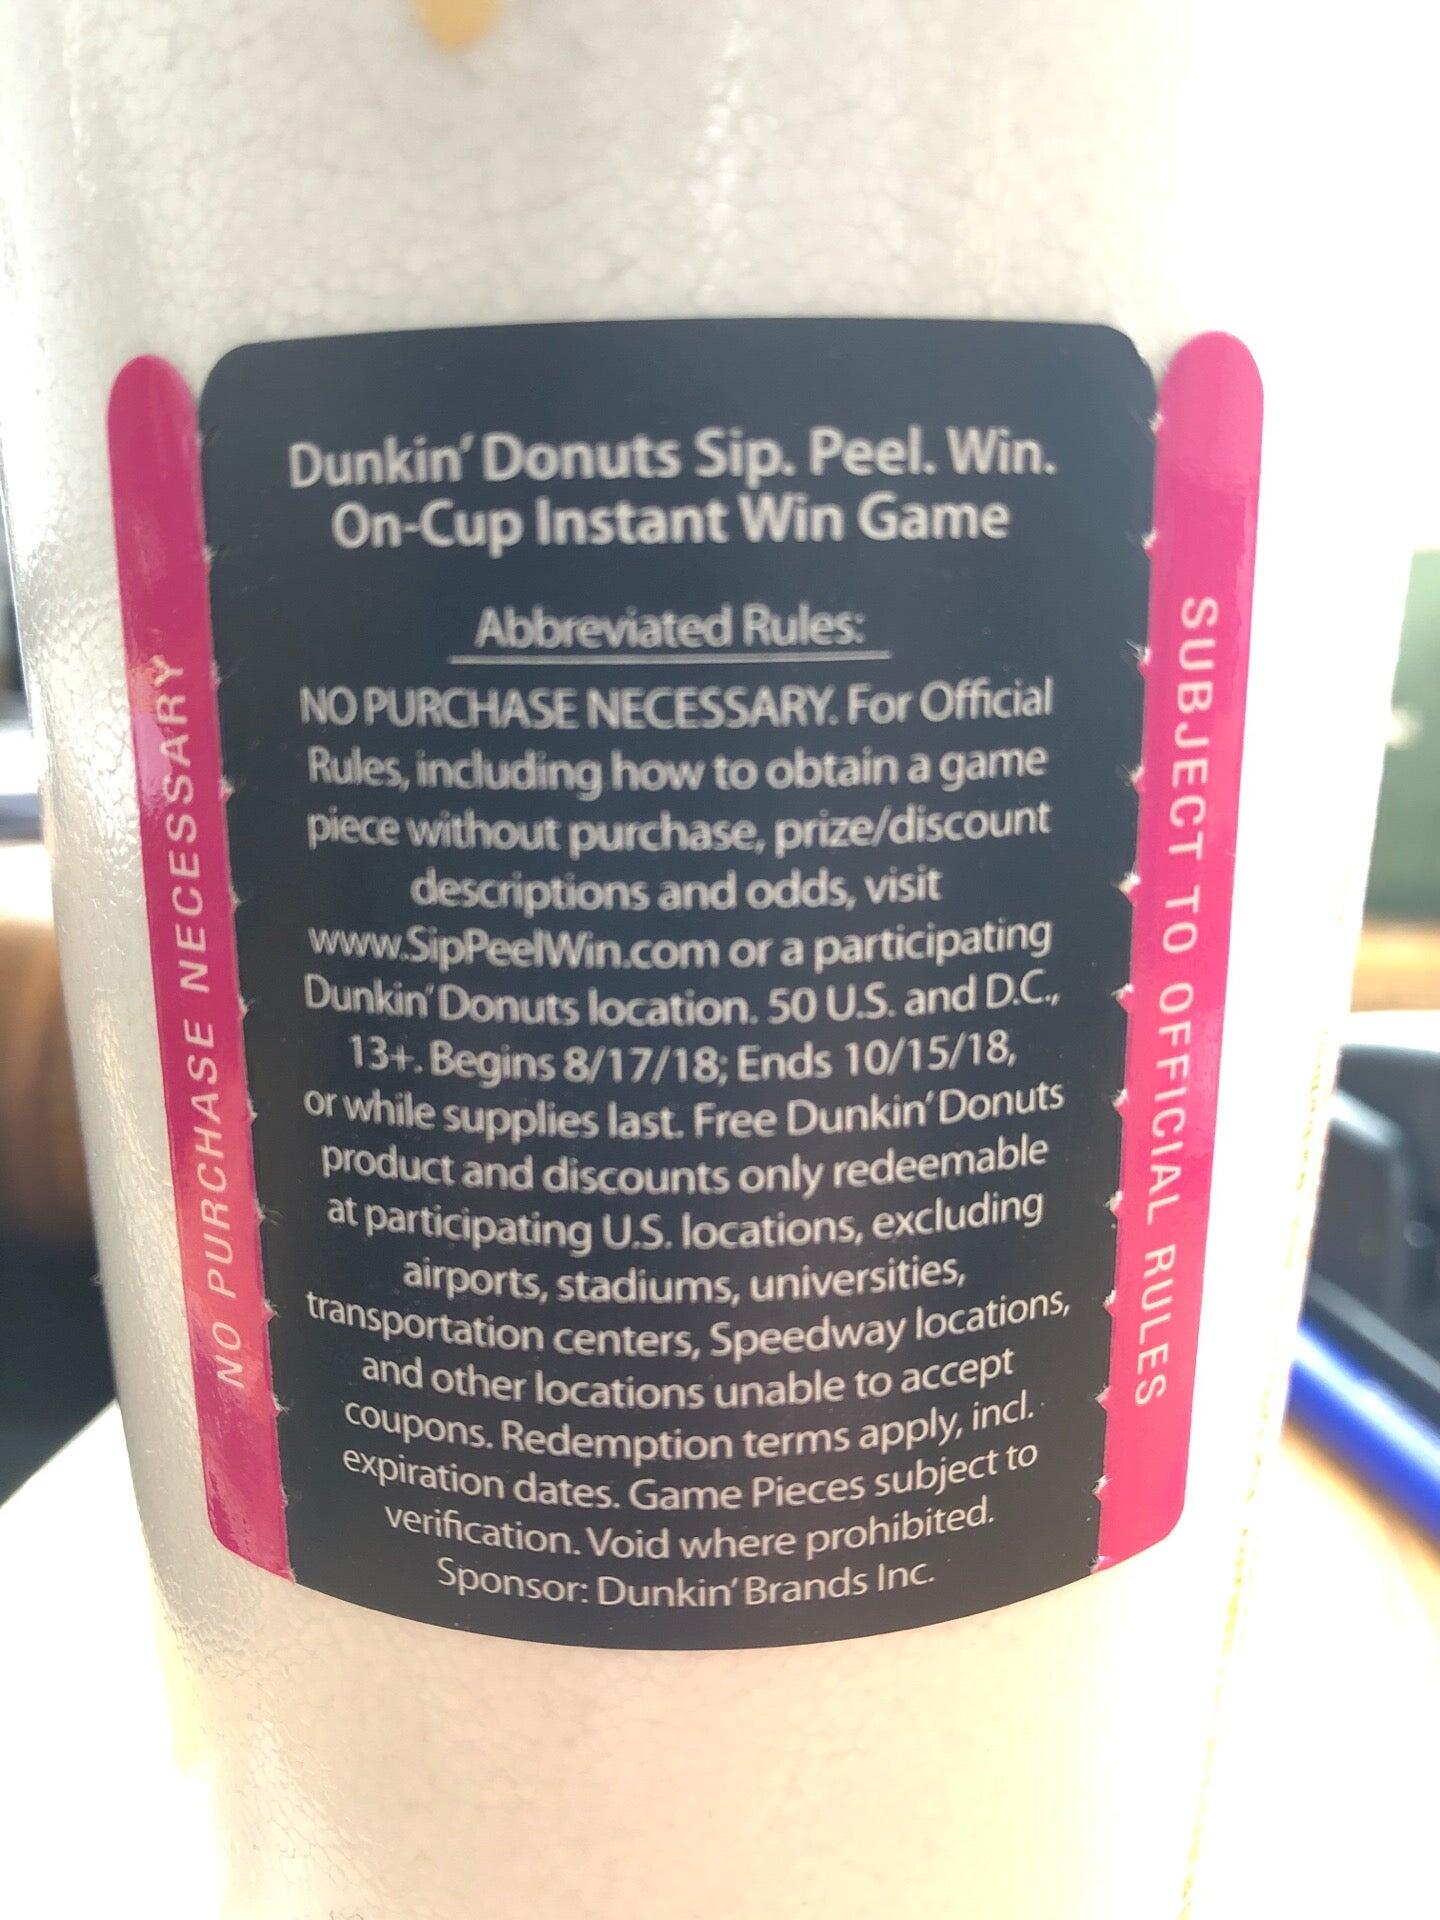 Dunkin' Donuts Sip. Peel. Win.
On-Cup Instant Win Game
Abbreviated Rules:
NO PURCHASE NECESSARY. For Official
Rules, including how to obtain a game
piece without purchase, prize/discount
descriptions and odds, visit
www.SipPeelWin.com or a participating
Dunkin' Donuts location. 50 U.S. and D.C.,
13+. Begins 8/17/18; Ends 10/15/18,
or while supplies last. Free Dunkin' Donuts
product and discounts only redeemable
at participating U.S. locations, excluding
airports, stadiums, universities,
transportation centers, Speedway locations,
and other locations unable to accept
coupons. Redemption terms apply, incl.
expiration dates. Game Pieces subject to
verification. Void where prohibited.
Sponsor: Dunkin' Brands Inc.
NO PURCHASE NECESSARY
SUBJECT TO OFFICIAL RULES